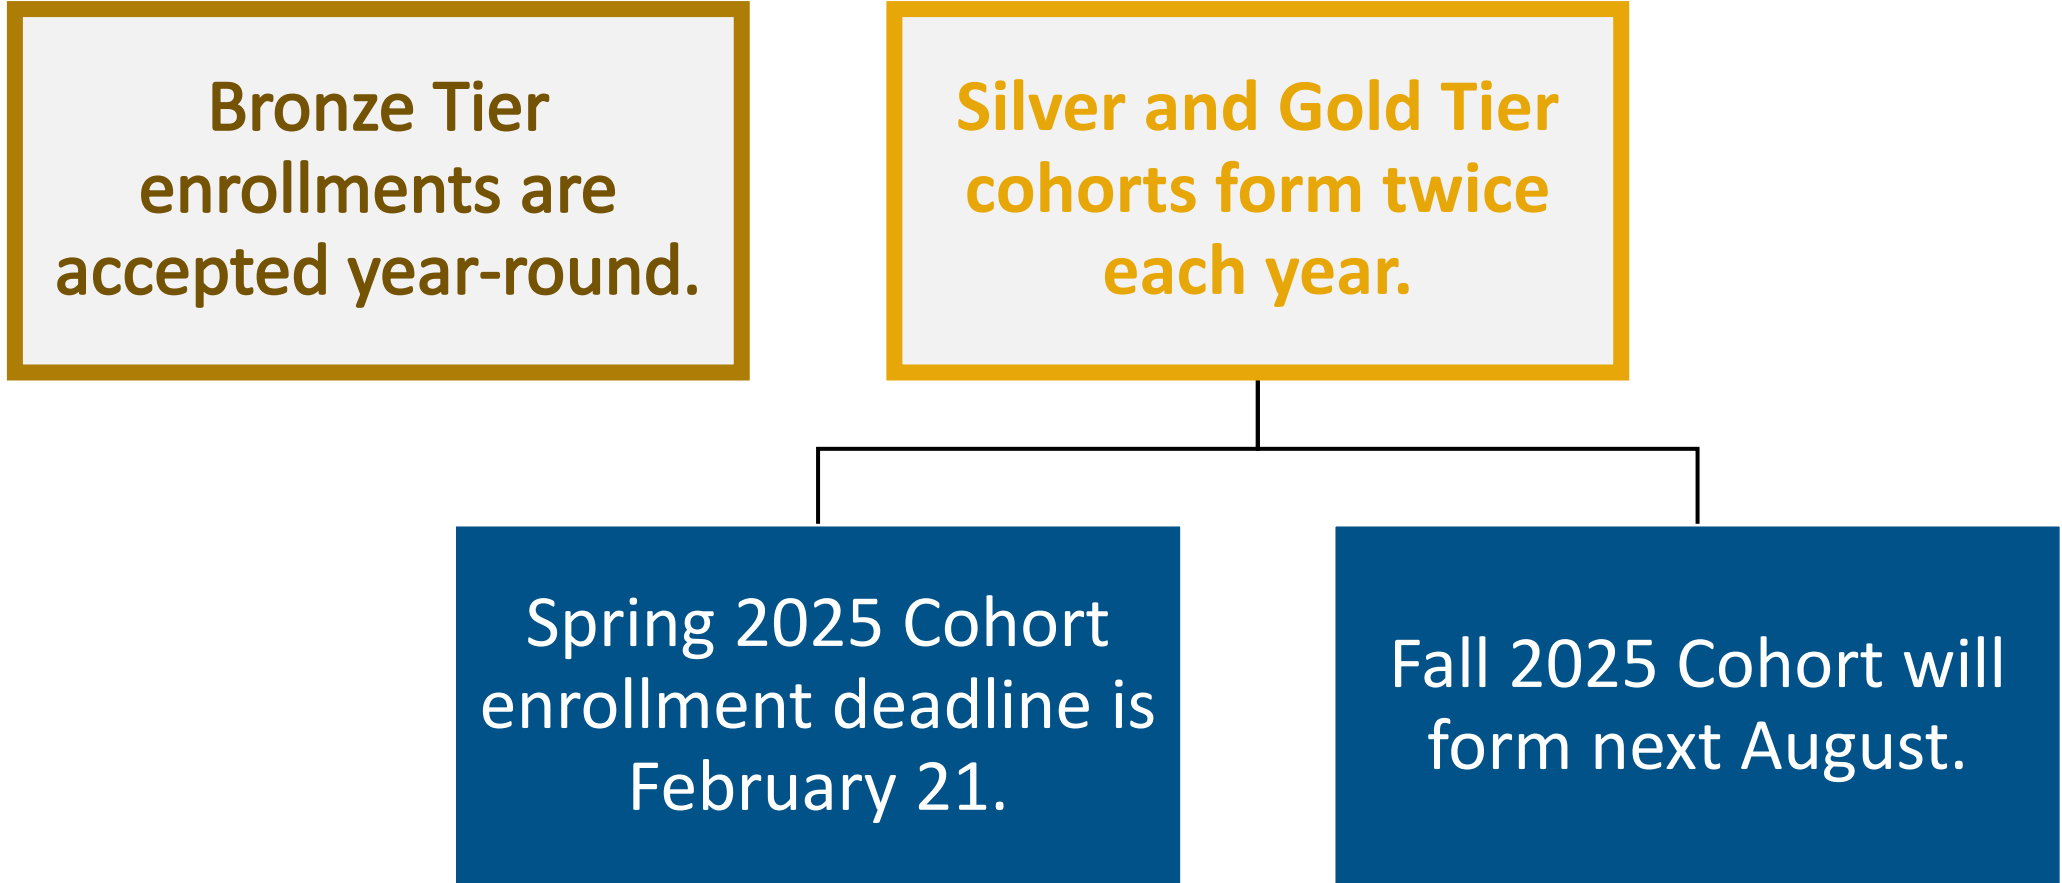 Bronze Tier
enrollments are
accepted year-round.
Silver and Gold Tier
cohorts form twice
each year.
Spring 2025 Cohort
enrollment deadline is
February 21.
Fall 2025 Cohort will
form next August.